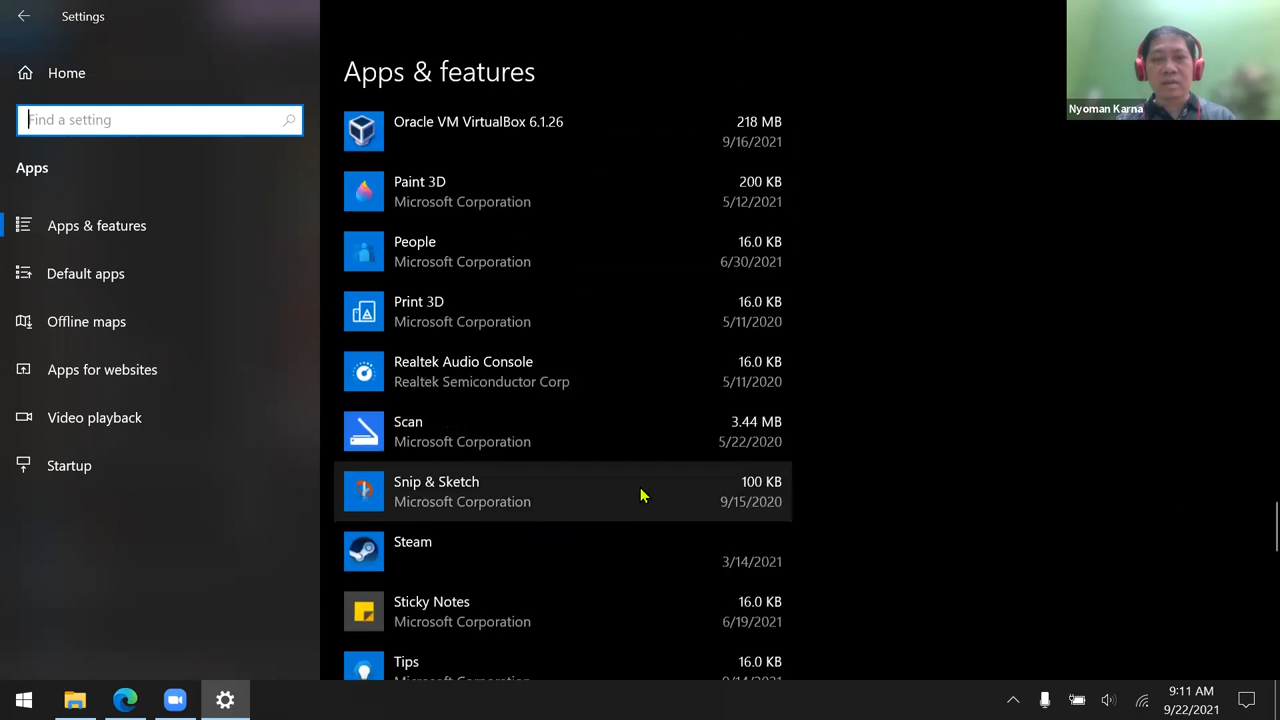 Settings
Home
Find a setting
Apps
Apps & features
Default apps
Offline maps
Apps for websites
Video playback
Startup
Apps & features
Oracle VM VirtualBox 6.1.26 218 MB
9/16/2021
Paint 3D 200 KB
Microsoft Corporation 5/12/2021
People 16.0 KB
Microsoft Corporation 6/30/2021
Print 3D 16.0 KB
Microsoft Corporation 5/11/2020
Realtek Audio Console 16.0 KB
Realtek Semiconductor Corp 5/11/2020
Scan 3.44 MB
Microsoft Corporation 5/22/2020
Snip & Sketch 100 KB
Microsoft Corporation 9/15/2020
Steam
3/14/2021
Sticky Notes 16.0 KB
Microsoft Corporation 6/19/2021
Tips 16.0 KB
Nyoman Karna
9:11 AM
9/22/2021